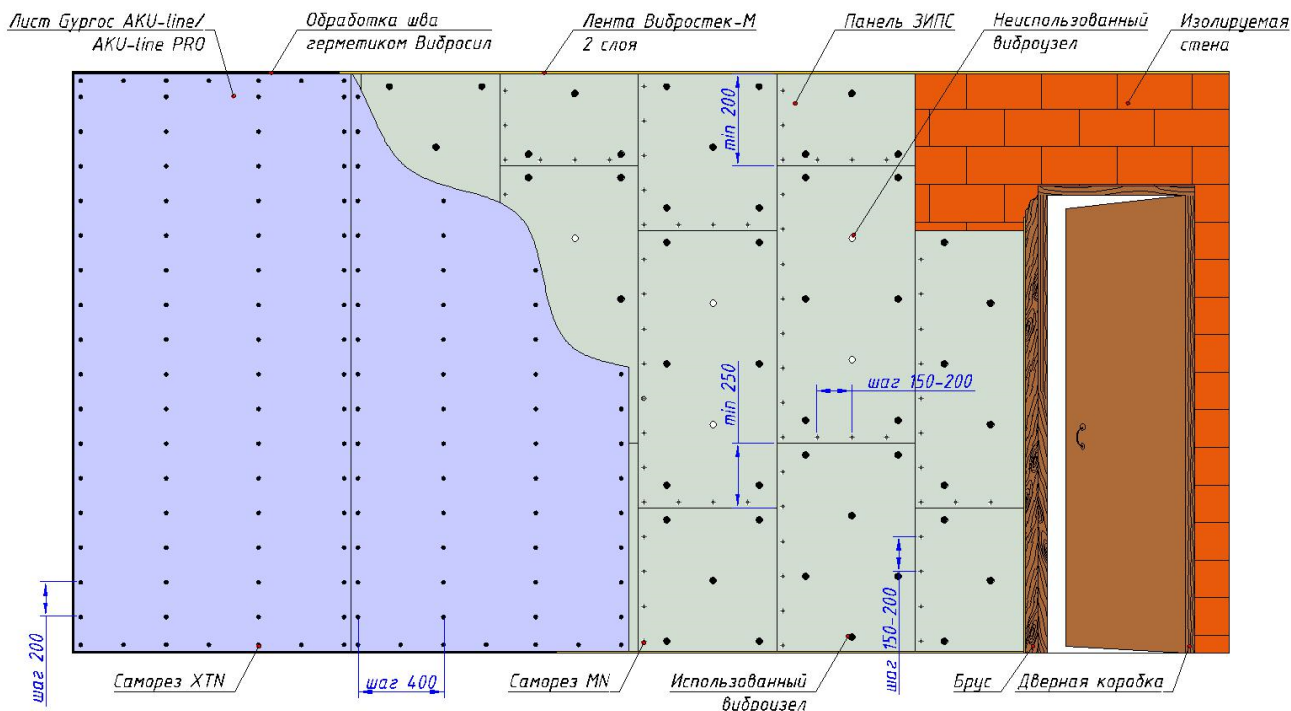 Лист Gyproc AKU-line/
AKU-line PRO
Обработка шва
герметиком Вибросил
Лента Вибростек-М
2 слоя
Панель ЗИПС
Неиспользованный
виброузел
Изолируемая
стена
min 200
min 250
шаг 150-200
шаг 150-200
шаг 200
шаг 400
Саморез XTN
Саморез MN
Использованный
виброузел
Брус
Дверная коробка